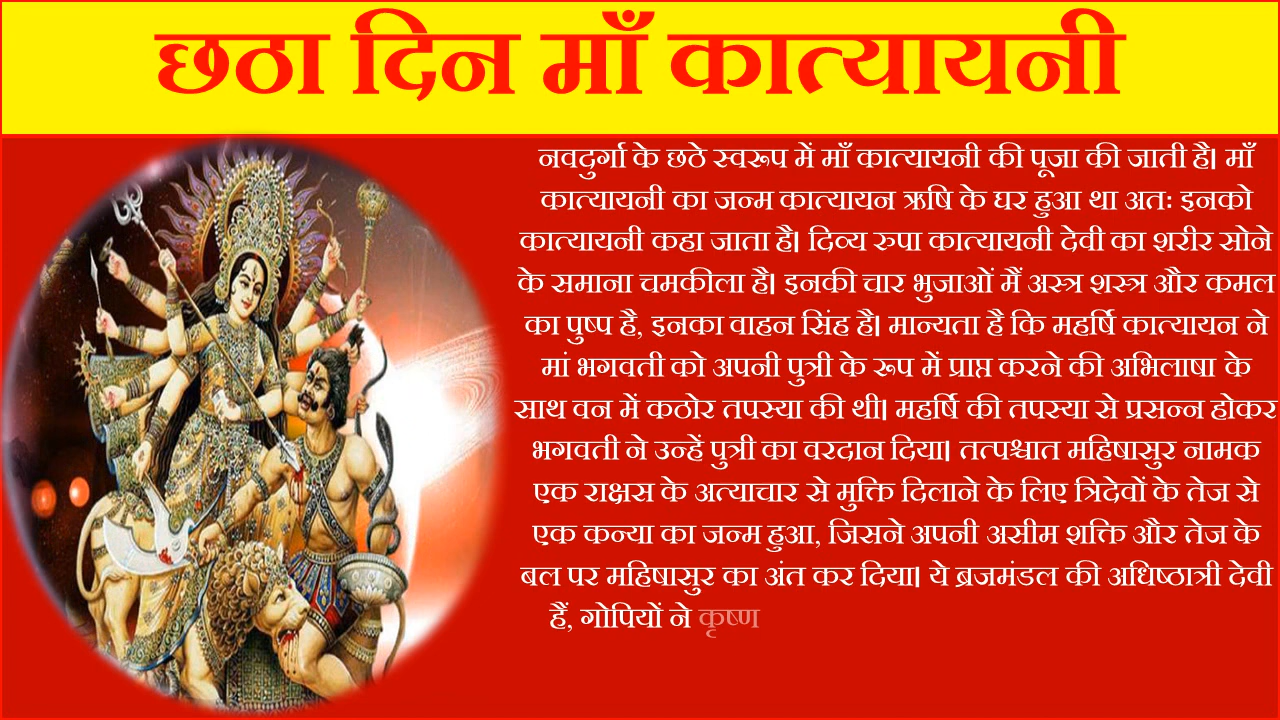 छठा दिन माँ कात्यायनी
नवदुर्गा के छठे स्वरूप में माँ कात्यायनी की पूजा की जाती है। माँ
कात्यायनी का जन्म कात्यायन ऋषि के घर हुआ था अतः इनको
कात्यायनी कहा जाता है। दिव्य रुपा कात्यायनी देवी का शरीर सोने
के समाना चमकीला है। इनकी चार भुजाओं मैं अस्त्र शस्त्र और कमल
का पुष्प है, इनका वाहन सिंह है। मान्यता है कि महर्षि कात्यायन ने
मां भगवती को अपनी पुत्री के रूप में प्राप्त करने की अभिलाषा के
साथ वन में कठोर तपस्या की थी। महर्षि की तपस्या से प्रसन्न होकर
भगवती ने उन्हें पुत्री का वरदान दिया। तत्पश्चात महिषासुर नामक
एक राक्षस के अत्याचार से मुक्ति दिलाने के लिए त्रिदेवों के तेज से
एक कन्या का जन्म हुआ, जिसने अपनी असीम शक्ति और तेज के
बल पर महिषासुर का अंत कर दिया। ये ब्रजमंडल की अधिष्ठात्री देवी
हैं, गोपियों ने कृष्ण